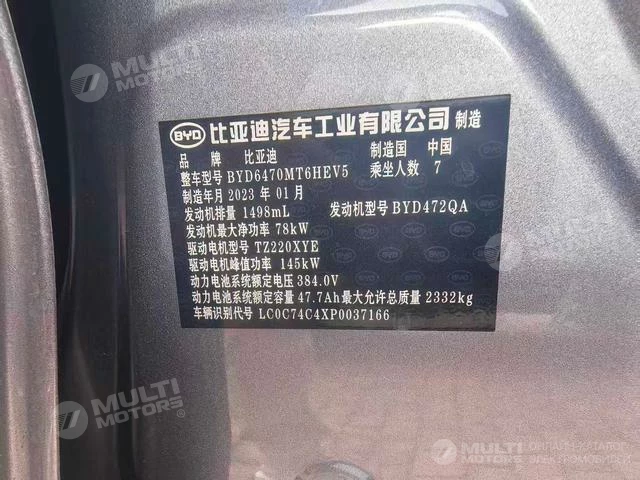 MULTI
MOTORS®
BYD 比亚迪汽车工业有限公司 制造
品 牌 比亚迪 制造国 中国
整车型号 BYD6470MT6HEV5 乘坐人数 7
制造年月 2023 年 01 月
发动机排量 1498mL 发动机型号 BYD472QA
发动机最大净功率 78kW
驱动电机型号 TZ220XYE
驱动电机峰值功率 145kW
动力电池系统额定电压 384.0V
动力电池系统额定容量 47.7Ah 最大允许总质量 2332kg
车辆识别代号 LC0C74C4XP0037166
MULTI
MOTORS®
MULTI
MOTORS
ОНЛАЙН-КАТАЛОГ
ЭЛЕКТРОМОБИЛЕЙ